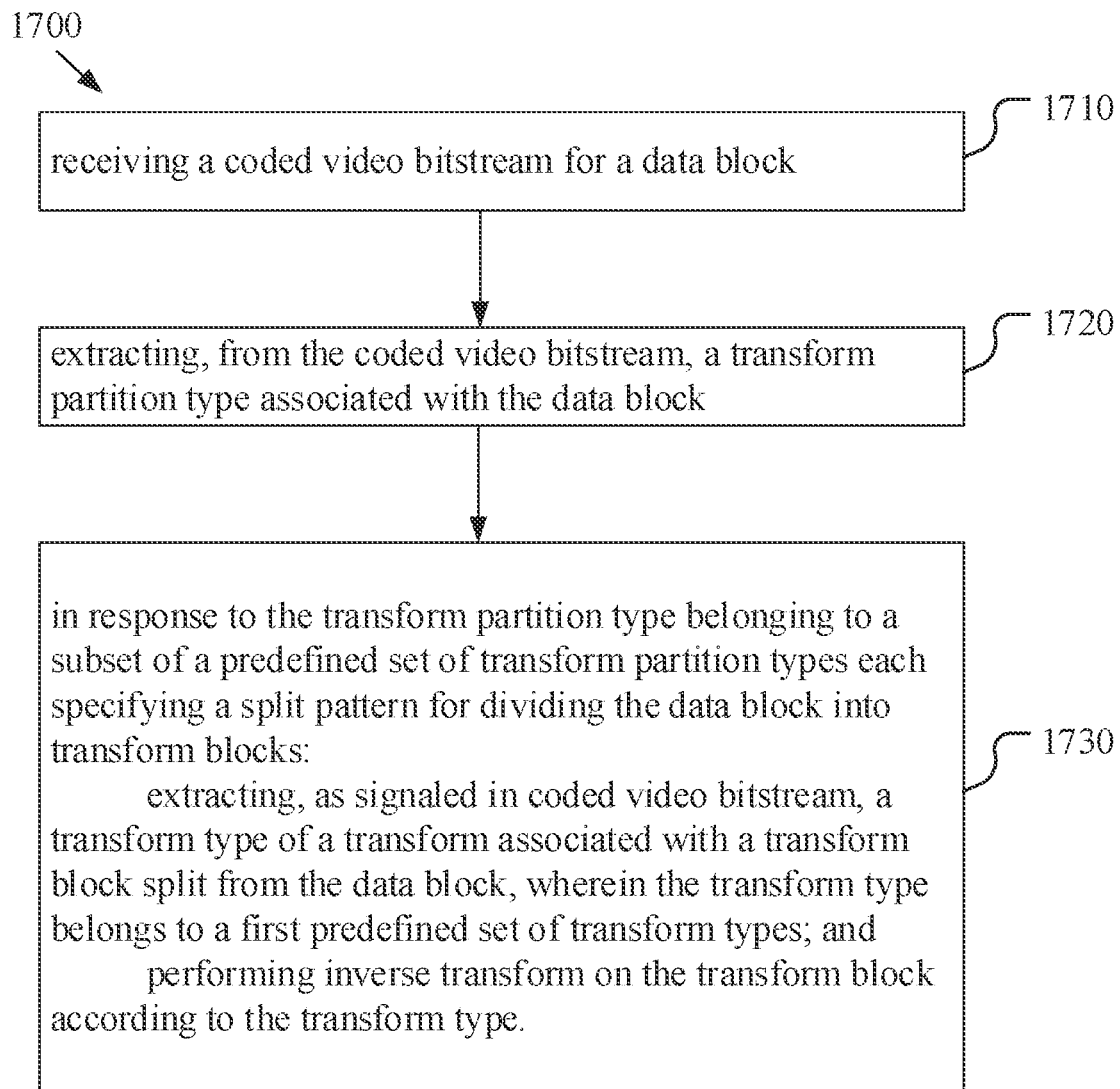 1700
1710
receiving a coded video bitstream for a data block
1720
extracting, from the coded video bitstream, a transform
partition type associated with the data block
in response to the transform partition type belonging to a
subset of a predefined set of transform partition types each
specifying a split pattern for dividing the data block into
transform blocks:
1730
extracting, as signaled in coded video bitstream, a
transform type of a transform associated with a transform
block split from the data block, wherein the transform type
belongs to a first predefined set of transform types; and
performing inverse transform on the transform block
according to the transform type.